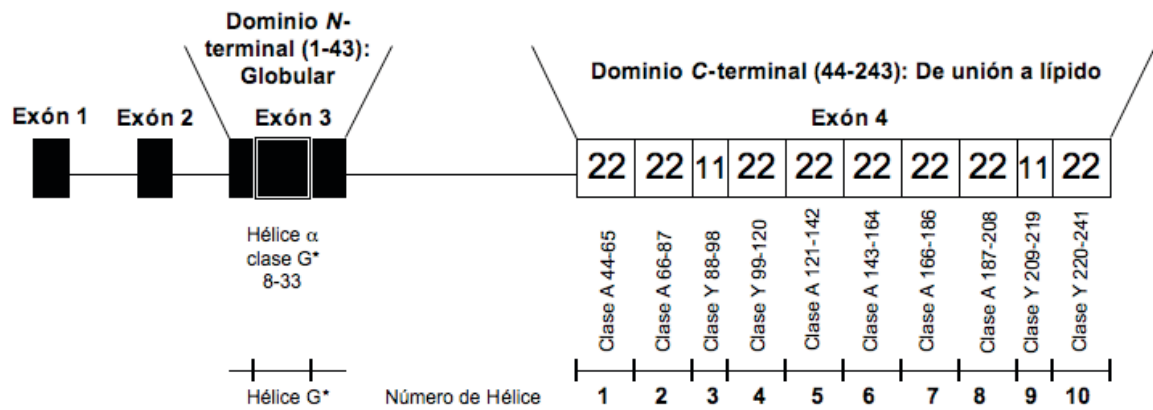 Dominio N-
terminal (1-43):
Globular
Dominio C-terminal (44-243): De unión a lípido
Exón 1
Exón 2
Exón 3
Exón 4
22 22 11 22 22 22 22 22 11 22
Hélice α
clase G*
8-33
Clase A 44-65
Clase A 66-87
Clase Y 88-98
Clase Y 99-120
Clase A 121-142
Clase A 143-164
Clase A 166-186
Clase A 187-208
Clase Y 209-219
Clase Y 220-241
Hélice G*
Número de Hélice
1 2 3 4 5 6 7 8 9 10